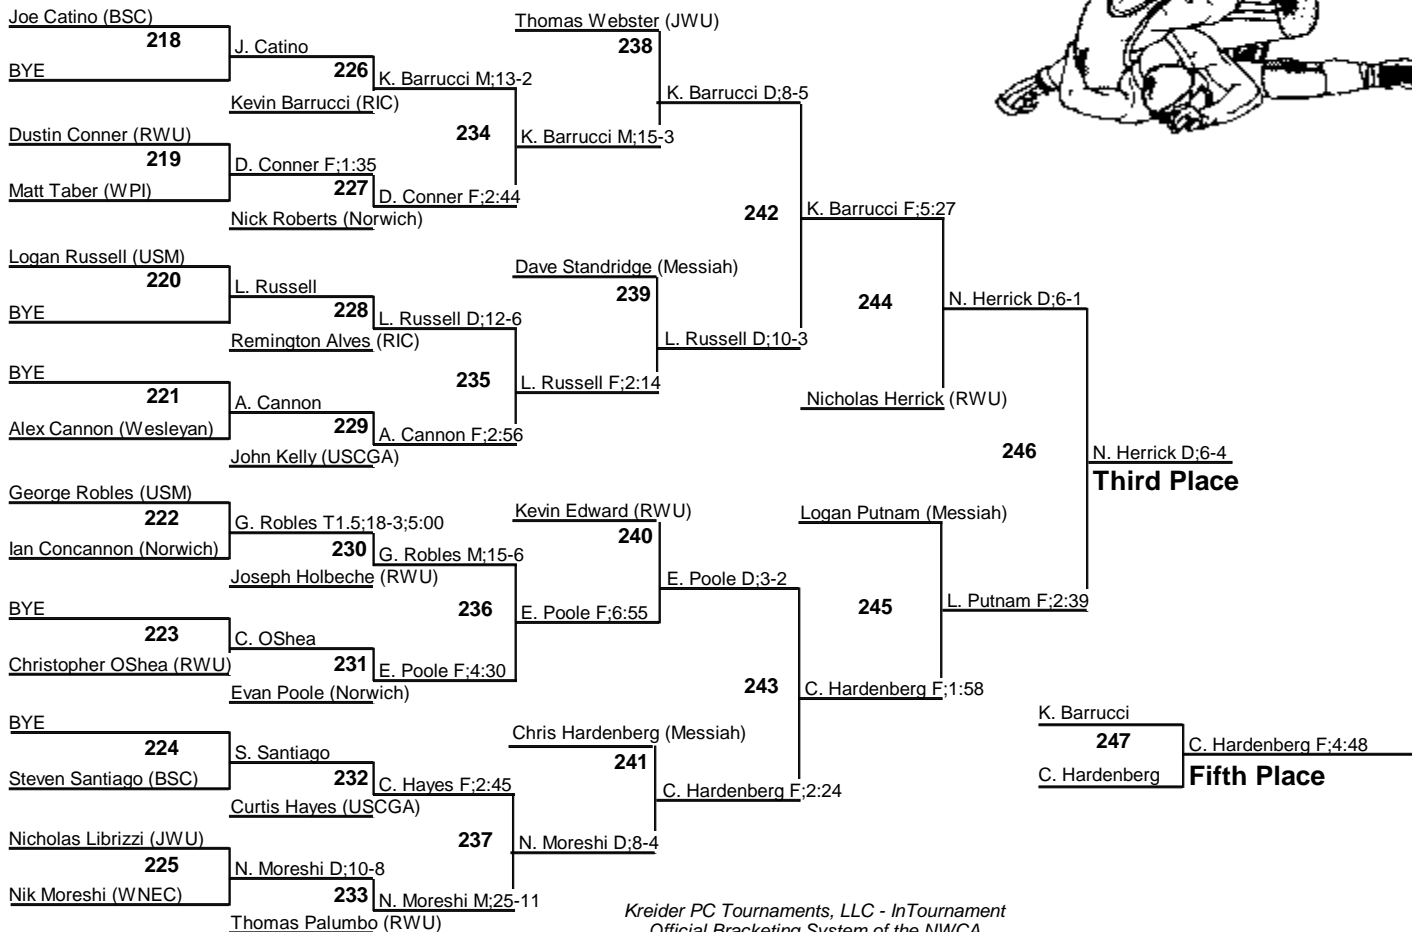 Joe Catino (BSC)
218
BYE
J. Catino
226
Kevin Barrucci (RIC)
K. Barrucci M;13-2
Dustin Conner (RWU)
219
Matt Taber (WPI)
D. Conner F;1:35
227
Nick Roberts (Norwich)
D. Conner F;2:44
234
K. Barrucci M;15-3
Thomas Webster (JWU)
238
K. Barrucci D;8-5
Logan Russell (USM)
220
BYE
L. Russell
228
Remington Alves (RIC)
L. Russell D;12-6
BYE
221
Alex Cannon (Wesleyan)
A. Cannon
229
John Kelly (USCGA)
A. Cannon F;2:56
235
L. Russell F;2:14
Dave Standridge (Messiah)
239
L. Russell D;10-3
242
K. Barrucci F;5:27
244
Nicholas Herrick (RWU)
N. Herrick D;6-1
George Robles (USM)
222
Ian Concannon (Norwich)
G. Robles T1.5;18-3;5:00
230
Joseph Holbeche (RWU)
G. Robles M;15-6
BYE
223
Christopher OShea (RWU)
C. OShea
231
Evan Poole (Norwich)
E. Poole F;4:30
236
E. Poole F;6:55
Kevin Edward (RWU)
240
E. Poole D;3-2
BYE
224
Steven Santiago (BSC)
S. Santiago
232
Curtis Hayes (USCGA)
C. Hayes F;2:45
Nicholas Librizzi (JWU)
225
Nik Moreshi (WNEC)
N. Moreshi D;10-8
233
Thomas Palumbo (RWU)
N. Moreshi M;25-11
237
N. Moreshi D;8-4
Chris Hardenberg (Messiah)
241
C. Hardenberg F;2:24
243
C. Hardenberg F;1:58
Logan Putnam (Messiah)
245
L. Putnam F;2:39
246
N. Herrick D;6-4
Third Place
K. Barrucci
247
C. Hardenberg
C. Hardenberg F;4:48
Fifth Place
Kreider PC Tournaments, LLC - InTournament
Official Bracketing System of the NWCA